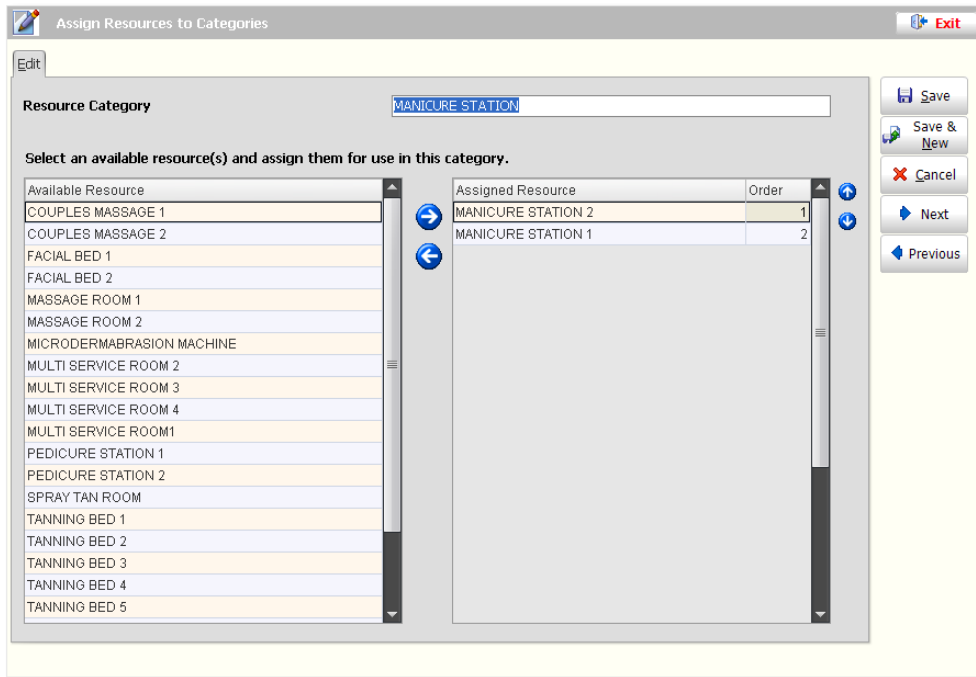 Assign Resources to Categories
Exit
Edit
Resource Category
MANICURE STATION
Save
Save & New
Cancel
Next
Previous
Select an available resource(s) and assign them for use in this category.
Available Resource
COUPLES MASSAGE 1
COUPLES MASSAGE 2
FACIAL BED 1
FACIAL BED 2
MASSAGE ROOM 1
MASSAGE ROOM 2
MICRODERMABRASION MACHINE
MULTI SERVICE ROOM 2
MULTI SERVICE ROOM 3
MULTI SERVICE ROOM 4
MULTI SERVICE ROOM1
PEDICURE STATION 1
PEDICURE STATION 2
SPRAY TAN ROOM
TANNING BED 1
TANNING BED 2
TANNING BED 3
TANNING BED 4
TANNING BED 5
Assigned Resource Order
MANICURE STATION 2 1
MANICURE STATION 1 2